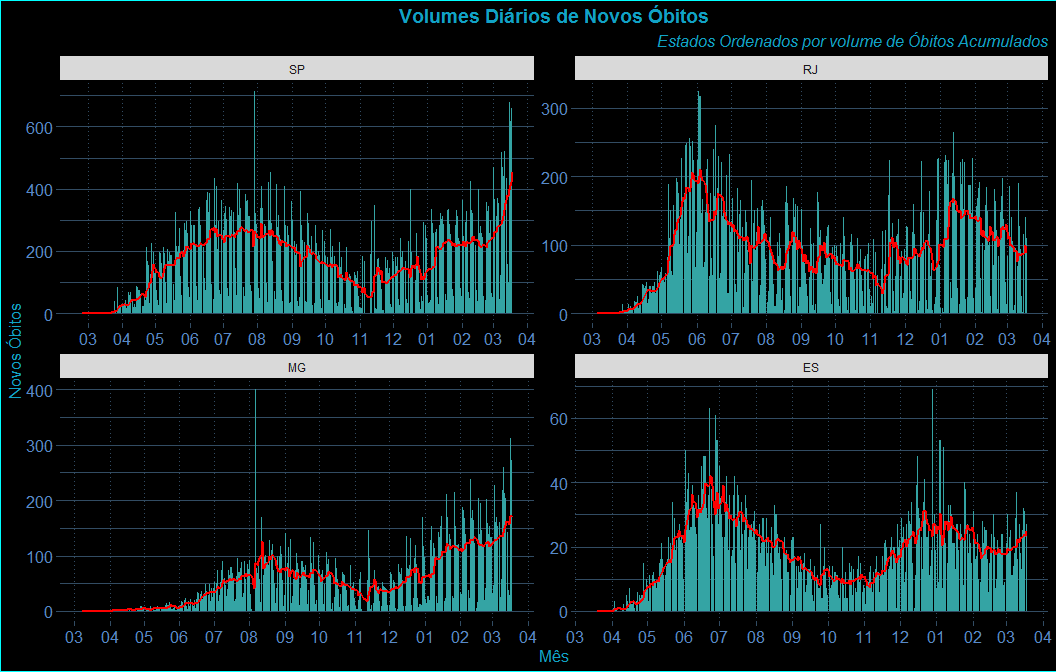 Volumes Diários de Novos Óbitos
Estados Ordenados por volume de Óbitos Acumulados
SP
600
400
200
0
03 04 05 06 07 08 09 10 11 12 01 02 03 04
RJ
300
200
100
0
03 04 05 06 07 08 09 10 11 12 01 02 03 04
Novos Óbitos
MG
400
300
200
100
0
03 04 05 06 07 08 09 10 11 12 01 02 03 04
ES
60
40
20
0
03 04 05 06 07 08 09 10 11 12 01 02 03 04
Mês